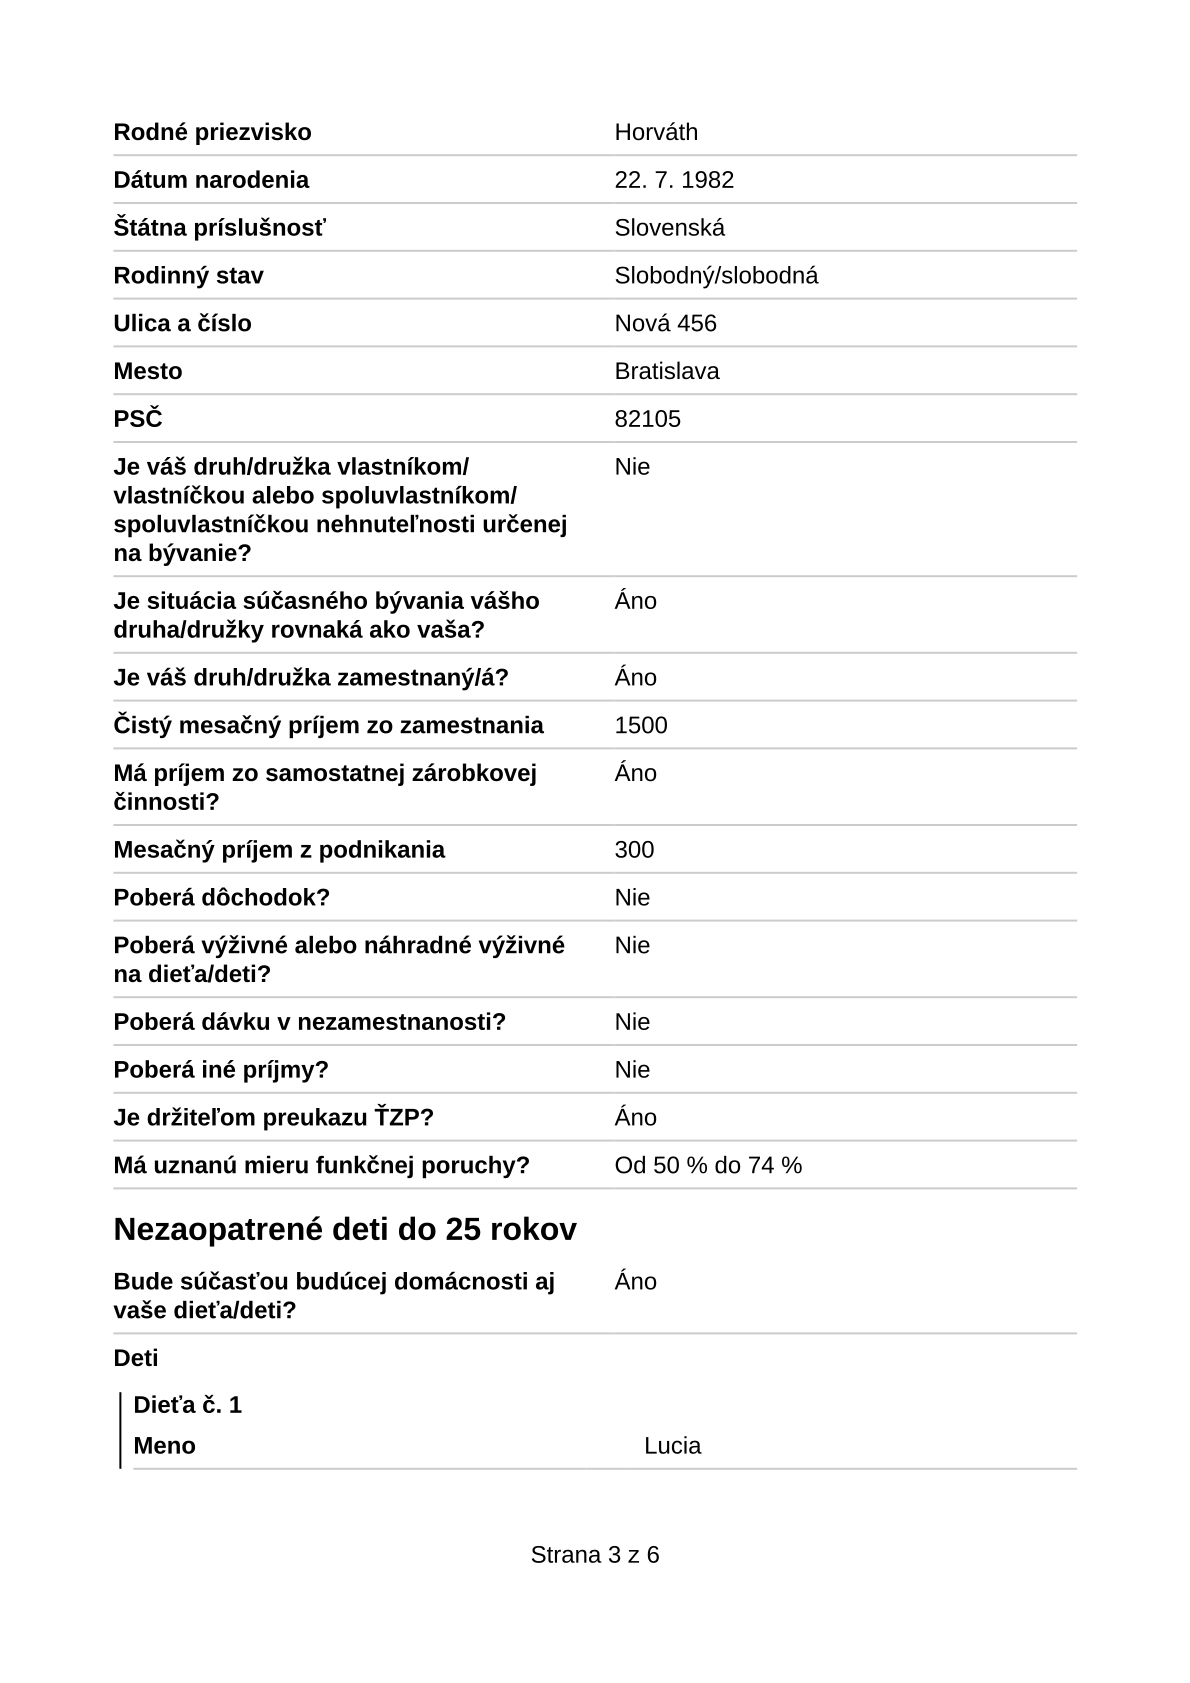 Rodné priezvisko Horváth
Dátum narodenia 22. 7. 1982
Štátna príslušnosť Slovenská
Rodinný stav Slobodný/slobodná
Ulica a číslo Nová 456
Mesto Bratislava
PSČ 82105
Je váš druh/družka vlastníkom/ Nie
vlastníčkou alebo spoluvlastníkom/
spoluvlastníčkou nehnuteľnosti určenej
na bývanie?
Je situácia súčasného bývania vášho Áno
druha/družky rovnaká ako vaša?
Je váš druh/družka zamestnaný/á? Áno
Čistý mesačný príjem zo zamestnania 1500
Má príjem zo samostatnej zárobkovej Áno
činnosti?
Mesačný príjem z podnikania 300
Poberá dôchodok? Nie
Poberá výživné alebo náhradné výživné Nie
na dieťa/deti?
Poberá dávku v nezamestnanosti? Nie
Poberá iné príjmy? Nie
Je držiteľom preukazu ŤZP? Áno
Má uznanú mieru funkčnej poruchy? Od 50 % do 74 %
Nezaopatrené deti do 25 rokov
Bude súčasťou budúcej domácnosti aj Áno
vaše dieťa/deti?
Deti
Dieťa č. 1
Meno Lucia
Strana 3 z 6